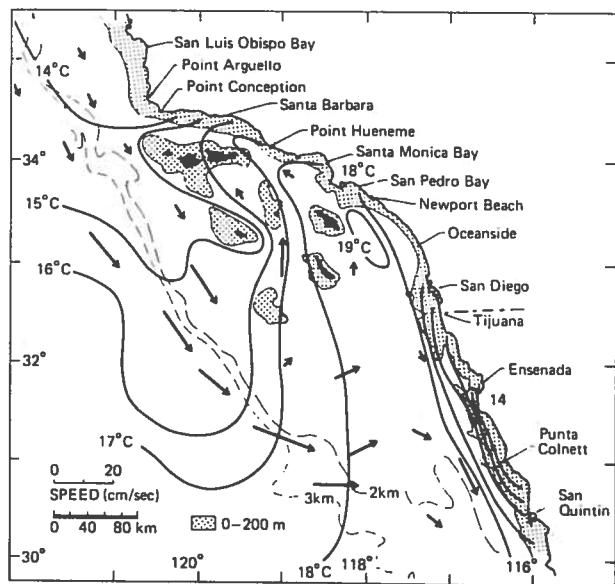 San Luis Obispo Bay
Point Arguello
Point Conception
14°C
Santa Barbara
Point Hueneme
34°
Santa Monica Bay
18°C
San Pedro Bay
15°C
Newport Beach
19°C
Oceanside
16°C
San Diego
Tijuana
32°
Ensenada
14
17°C
Punta
Colnett
0 20
SPEED (cm/sec)
3km 2km
San
Quintin
0 40 80 km
0-200 m
30°
120° 18°C 118° 116°